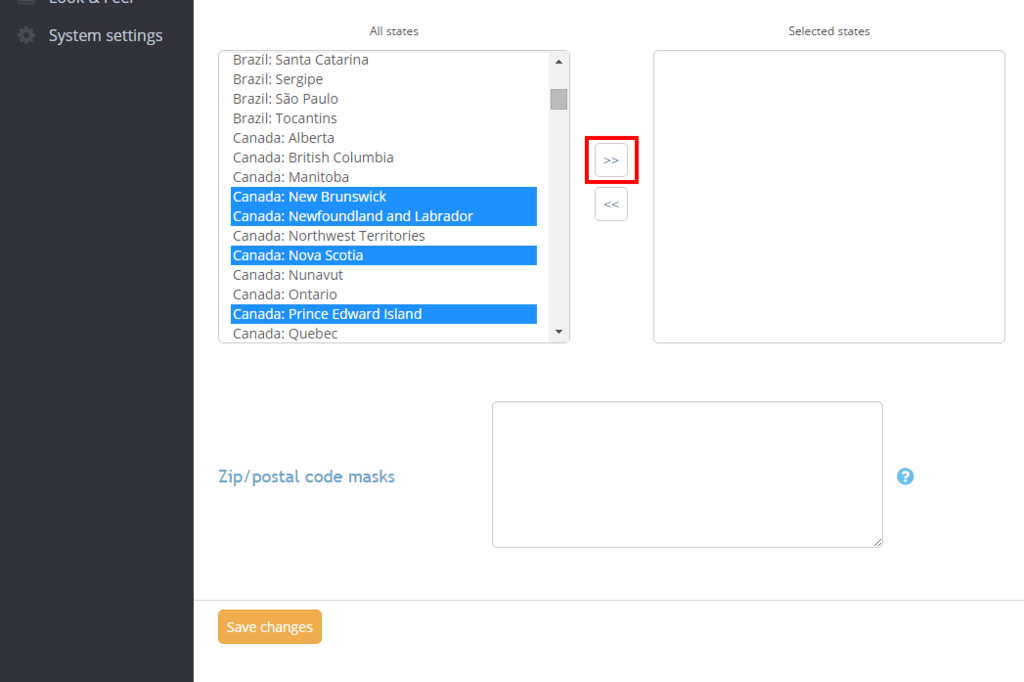 Look & Feel
System settings
All states
Selected states
Brazil: Santa Catarina
Brazil: Sergipe
Brazil: São Paulo
Brazil: Tocantins
Canada: Alberta
Canada: British Columbia
Canada: Manitoba
Canada: New Brunswick
Canada: Newfoundland and Labrador
Canada: Northwest Territories
Canada: Nova Scotia
Canada: Nunavut
Canada: Ontario
Canada: Prince Edward Island
Canada: Quebec
>>
<<
Zip/postal code masks
?
Save changes